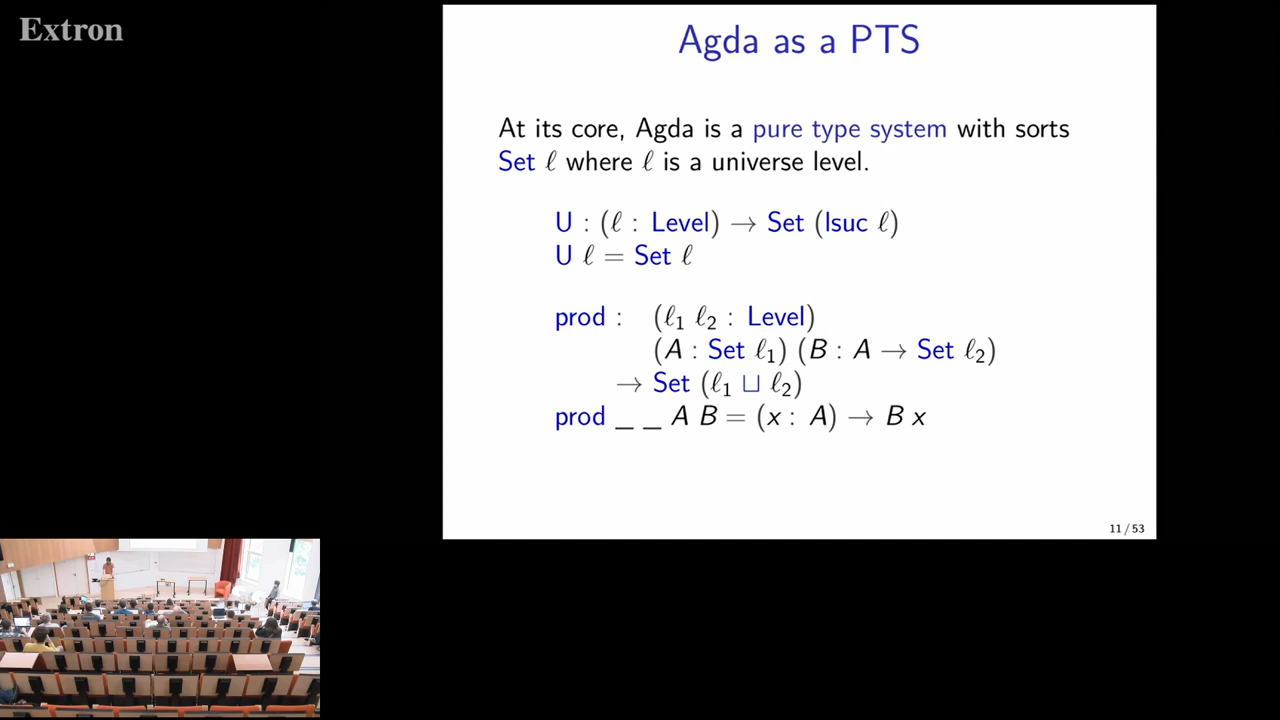 Extron
Agda as a PTS
At its core, Agda is a pure type system with sorts
Set ℓ where ℓ is a universe level.
U : (ℓ : Level) → Set (lsuc ℓ)
U ℓ = Set ℓ
prod : (ℓ₁ ℓ₂ : Level)
(A : Set ℓ₁) (B : A → Set ℓ₂)
→ Set (ℓ₁ ⊔ ℓ₂)
prod _ _ A B = (x : A) → B x
11 / 53